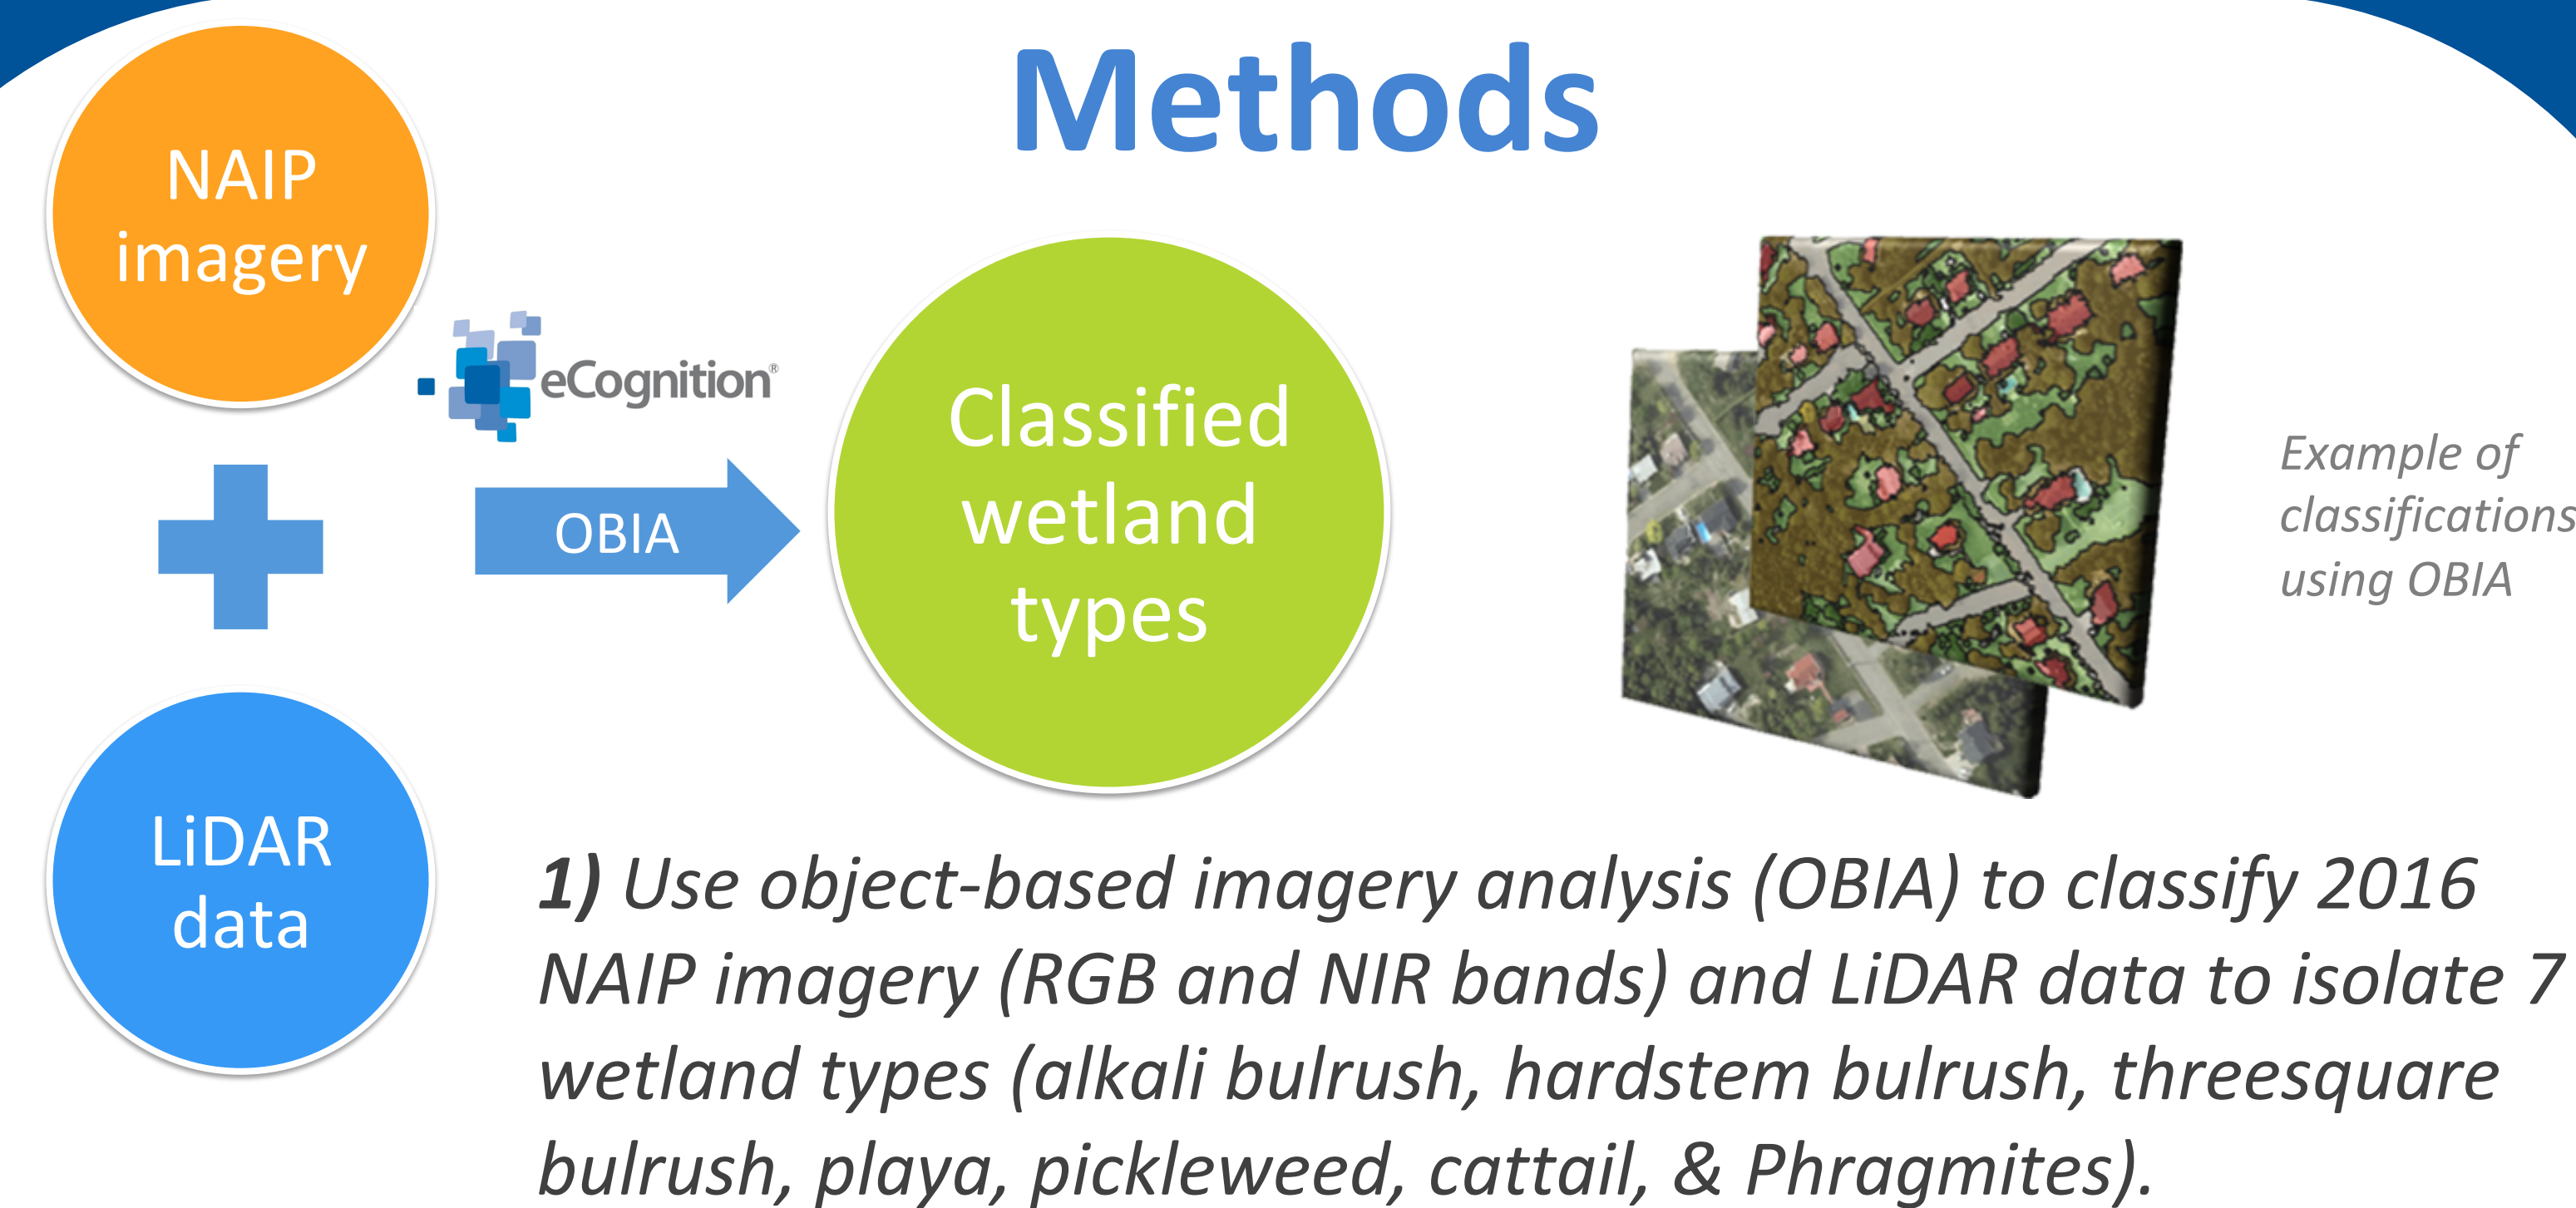 Methods
NAIP
imagery
eCognition®
OBIA
Classified
wetland
types
LiDAR
data
Example of
classifications
using OBIA
1) Use object-based imagery analysis (OBIA) to classify 2016
NAIP imagery (RGB and NIR bands) and LiDAR data to isolate 7
wetland types (alkali bulrush, hardstem bulrush, threesquare
bulrush, playa, pickleweed, cattail, & Phragmites).